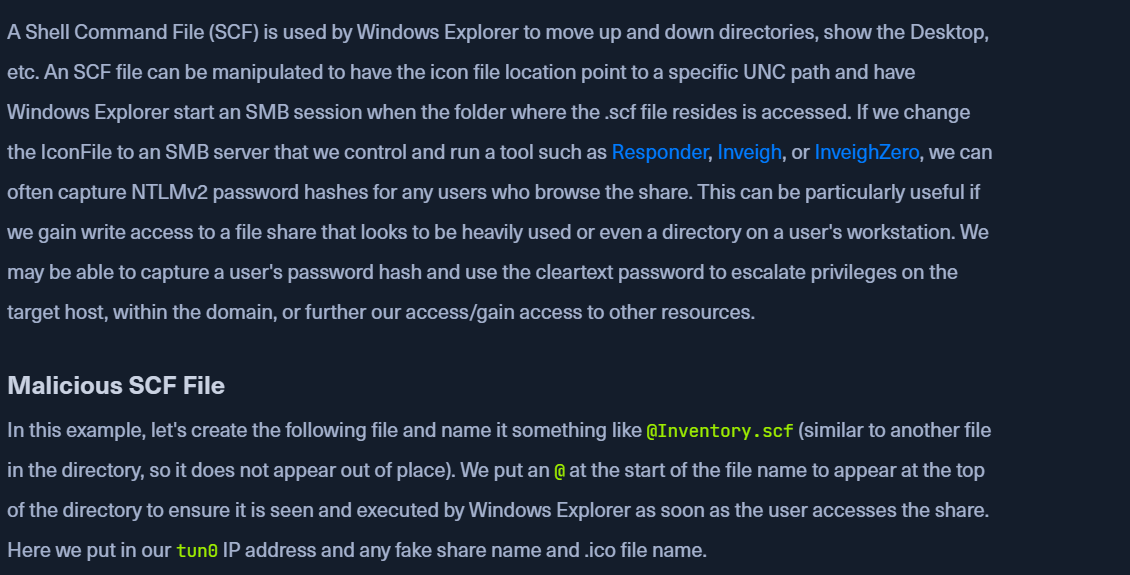 A Shell Command File (SCF) is used by Windows Explorer to move up and down directories, show the Desktop,
etc. An SCF file can be manipulated to have the icon file location point to a specific UNC path and have
Windows Explorer start an SMB session when the folder where the .scf file resides is accessed. If we change
the IconFile to an SMB server that we control and run a tool such as Responder, Inveigh, or InveighZero, we can
often capture NTLMv2 password hashes for any users who browse the share. This can be particularly useful if
we gain write access to a file share that looks to be heavily used or even a directory on a user's workstation. We
may be able to capture a user's password hash and use the cleartext password to escalate privileges on the
target host, within the domain, or further our access/gain access to other resources.
Malicious SCF File
In this example, let's create the following file and name it something like @Inventory.scf (similar to another file
in the directory, so it does not appear out of place). We put an @ at the start of the file name to appear at the top
of the directory to ensure it is seen and executed by Windows Explorer as soon as the user accesses the share.
Here we put in our tun0 IP address and any fake share name and .ico file name.